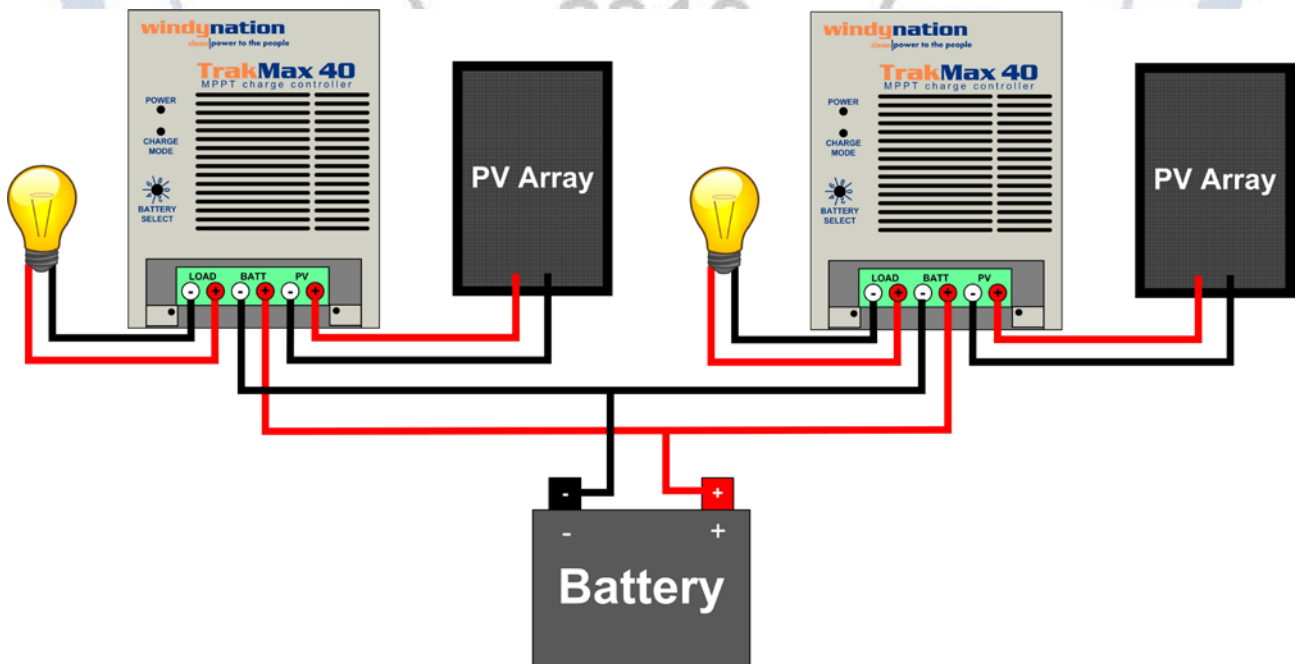 windynation
clean|power to the people
TrakMax 40
MPPT charge controller
POWER
CHARGE
MODE
BATTERY
SELECT
LOAD BATT PV
- + - + - +
PV Array
windynation
clean|power to the people
TrakMax 40
MPPT charge controller
POWER
CHARGE
MODE
BATTERY
SELECT
LOAD BATT PV
- + - + - +
PV Array
- +
- +
Battery